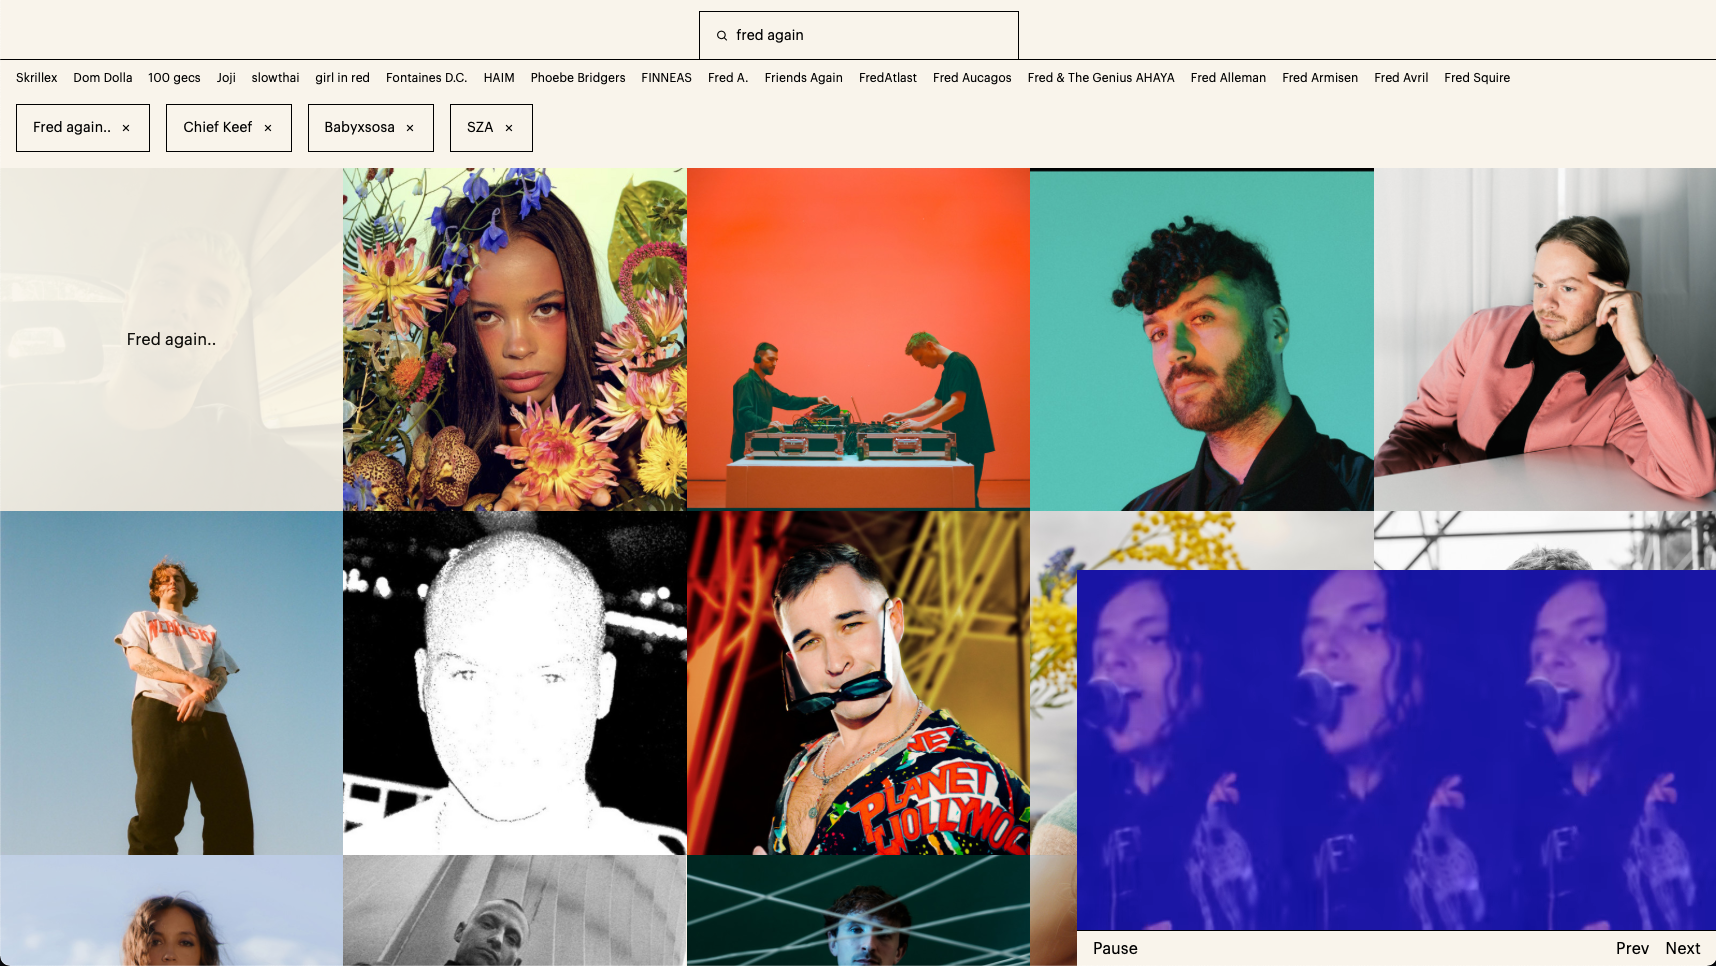 fred again
Skrillex Dom Dolla 100 gecs Joji slowthai girl in red Fontaines D.C. HAIM Phoebe Bridgers FINNEAS Fred A. Friends Again FredAtlast Fred Aucagos Fred & The Genius AHAYA Fred Alleman Fred Armisen Fred Avril Fred Squire
Fred again.. × Chief Keef × Babyxsosa × SZA ×
Fred again..
NEBRASKA
PLANET
Pause Prev Next